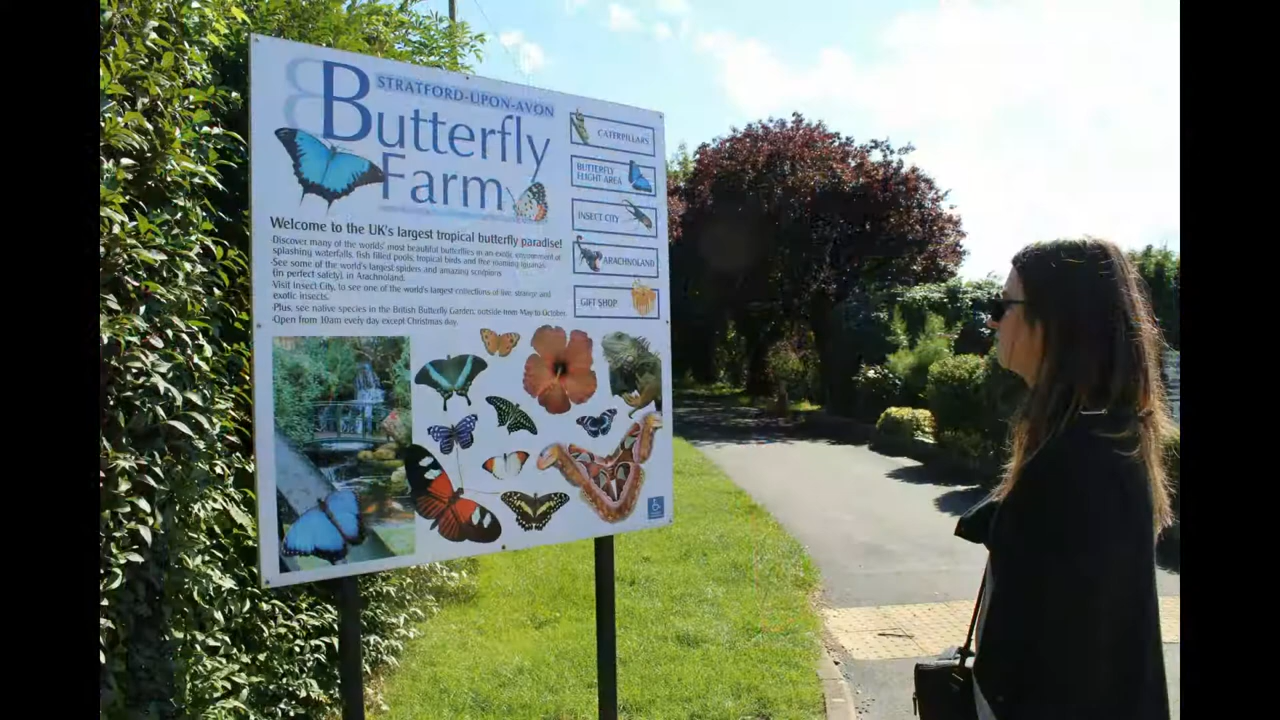 STRATFORD-UPON-AVON
Butterfly
Farm
Welcome to the UK's largest tropical butterfly paradise!
·Discover many of the worlds' most beautiful butterflies in an exotic environment of
splashing waterfalls, fish filled pools, tropical birds and free roaming iguanas.
·See some of the world's largest spiders and amazing scorpions
(in perfect safety), in Arachnoland.
Visit Insect City, to see one of the world's largest collections of live, strange and
exotic insects.
·Plus, see native species in the British Butterfly Garden, outside from May to October.
·Open from 10am every day except Christmas day.
CATERPILLARS
BUTTERFLY
FLIGHT AREA
INSECT CITY
ARACHNOLAND
GIFT SHOP